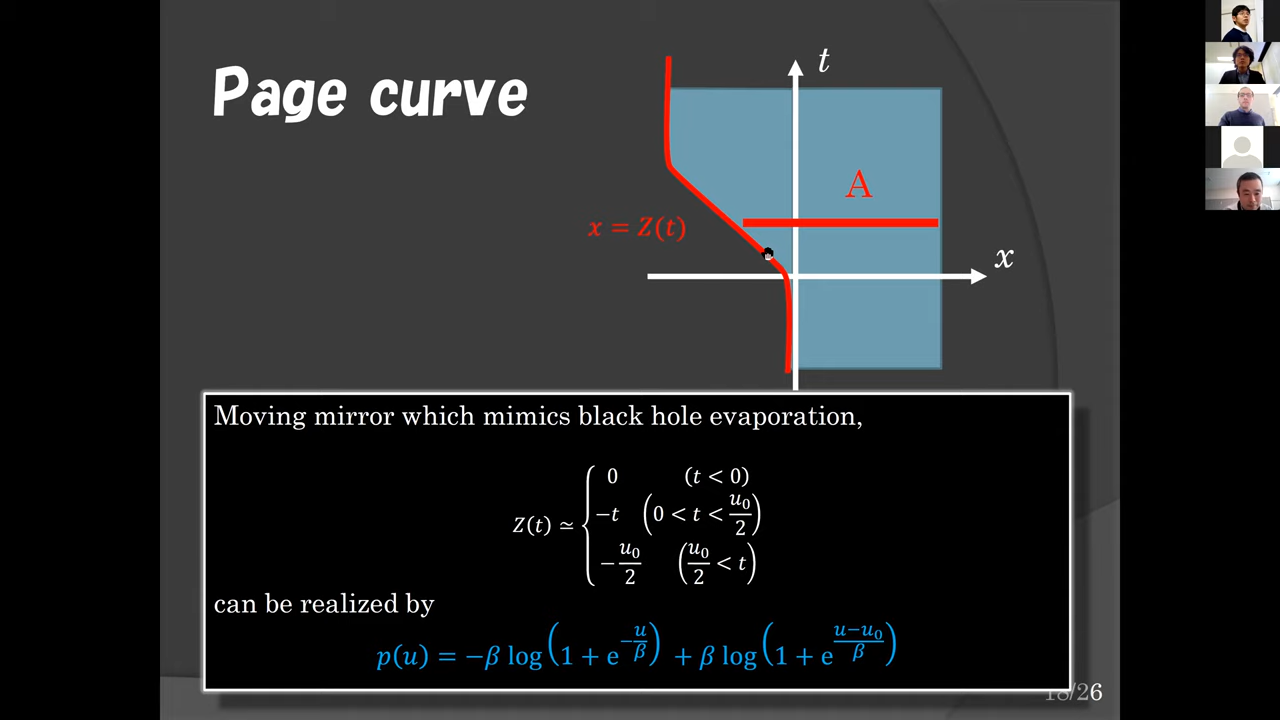 Page curve
t
A
x = Z(t)
x
Moving mirror which mimics black hole evaporation,
Z(t) ≃ { 0 (t < 0)
−t (0 < t < u₀/2)
−u₀/2 (u₀/2 < t)
can be realized by
p(u) = −β log(1 + e^(−u/β)) + β log(1 + e^((u−u₀)/β))
18/26